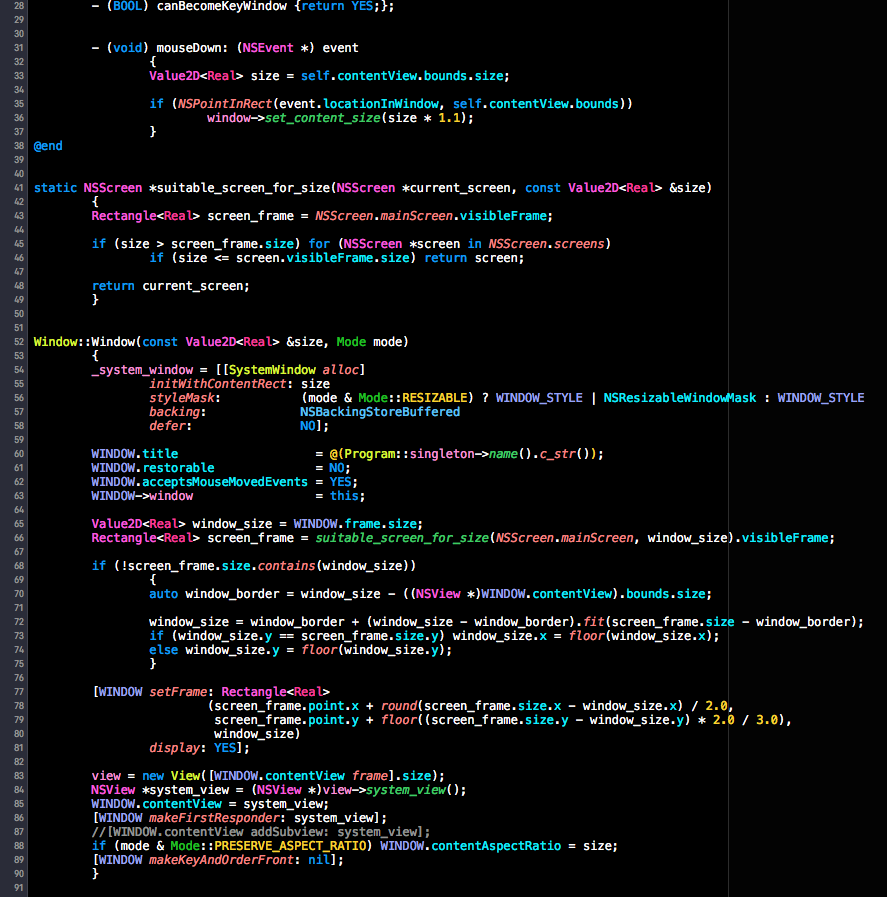 28 - (BOOL) canBecomeKeyWindow {return YES;};
29
30
31 - (void) mouseDown: (NSEvent *) event
32 {
33 Value2D<Real> size = self.contentView.bounds.size;
34
35 if (NSPointInRect(event.locationInWindow, self.contentView.bounds))
36 window->set_content_size(size * 1.1);
37 }
38 @end
39
40
41 static NSScreen *suitable_screen_for_size(NSScreen *current_screen, const Value2D<Real> &size)
42 {
43 Rectangle<Real> screen_frame = NSScreen.mainScreen.visibleFrame;
44
45 if (size > screen_frame.size) for (NSScreen *screen in NSScreen.screens)
46 if (size <= screen.visibleFrame.size) return screen;
47
48 return current_screen;
49 }
50
51
52 Window::Window(const Value2D<Real> &size, Mode mode)
53 {
54 _system_window = [[SystemWindow alloc]
55 initWithContentRect: size
56 styleMask: (mode & Mode::RESIZABLE) ? WINDOW_STYLE | NSResizableWindowMask : WINDOW_STYLE
57 backing: NSBackingStoreBuffered
58 defer: NO];
59
60 WINDOW.title = @(Program::singleton->name().c_str());
61 WINDOW.restorable = NO;
62 WINDOW.acceptsMouseMovedEvents = YES;
63 WINDOW->window = this;
64
65 Value2D<Real> window_size = WINDOW.frame.size;
66 Rectangle<Real> screen_frame = suitable_screen_for_size(NSScreen.mainScreen, window_size).visibleFrame;
67
68 if (!screen_frame.size.contains(window_size))
69 {
70 auto window_border = window_size - ((NSView *)WINDOW.contentView).bounds.size;
71
72 window_size = window_border + (window_size - window_border).fit(screen_frame.size - window_border);
73 if (window_size.y == screen_frame.size.y) window_size.x = floor(window_size.x);
74 else window_size.y = floor(window_size.y);
75 }
76
77 [WINDOW setFrame: Rectangle<Real>
78 (screen_frame.point.x + round(screen_frame.size.x - window_size.x) / 2.0,
79 screen_frame.point.y + floor((screen_frame.size.y - window_size.y) * 2.0 / 3.0),
80 window_size)
81 display: YES];
82
83 view = new View([WINDOW.contentView frame].size);
84 NSView *system_view = (NSView *)view->system_view();
85 WINDOW.contentView = system_view;
86 [WINDOW makeFirstResponder: system_view];
87 //[WINDOW.contentView addSubview: system_view];
88 if (mode & Mode::PRESERVE_ASPECT_RATIO) WINDOW.contentAspectRatio = size;
89 [WINDOW makeKeyAndOrderFront: nil];
90 }
91